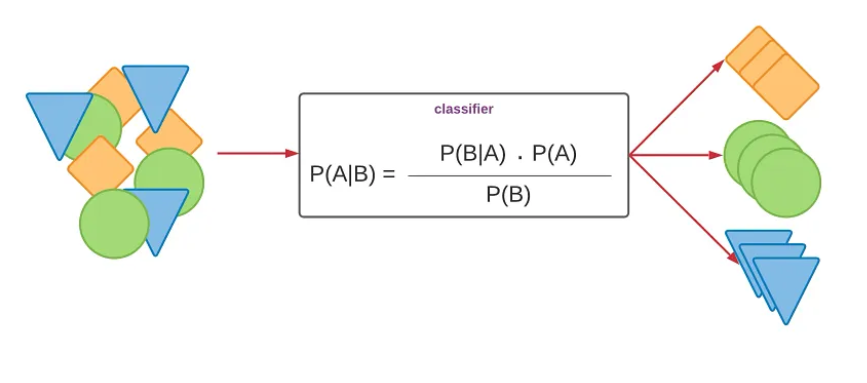 classifier
P(B|A) . P(A)
P(A|B) =
P(B)